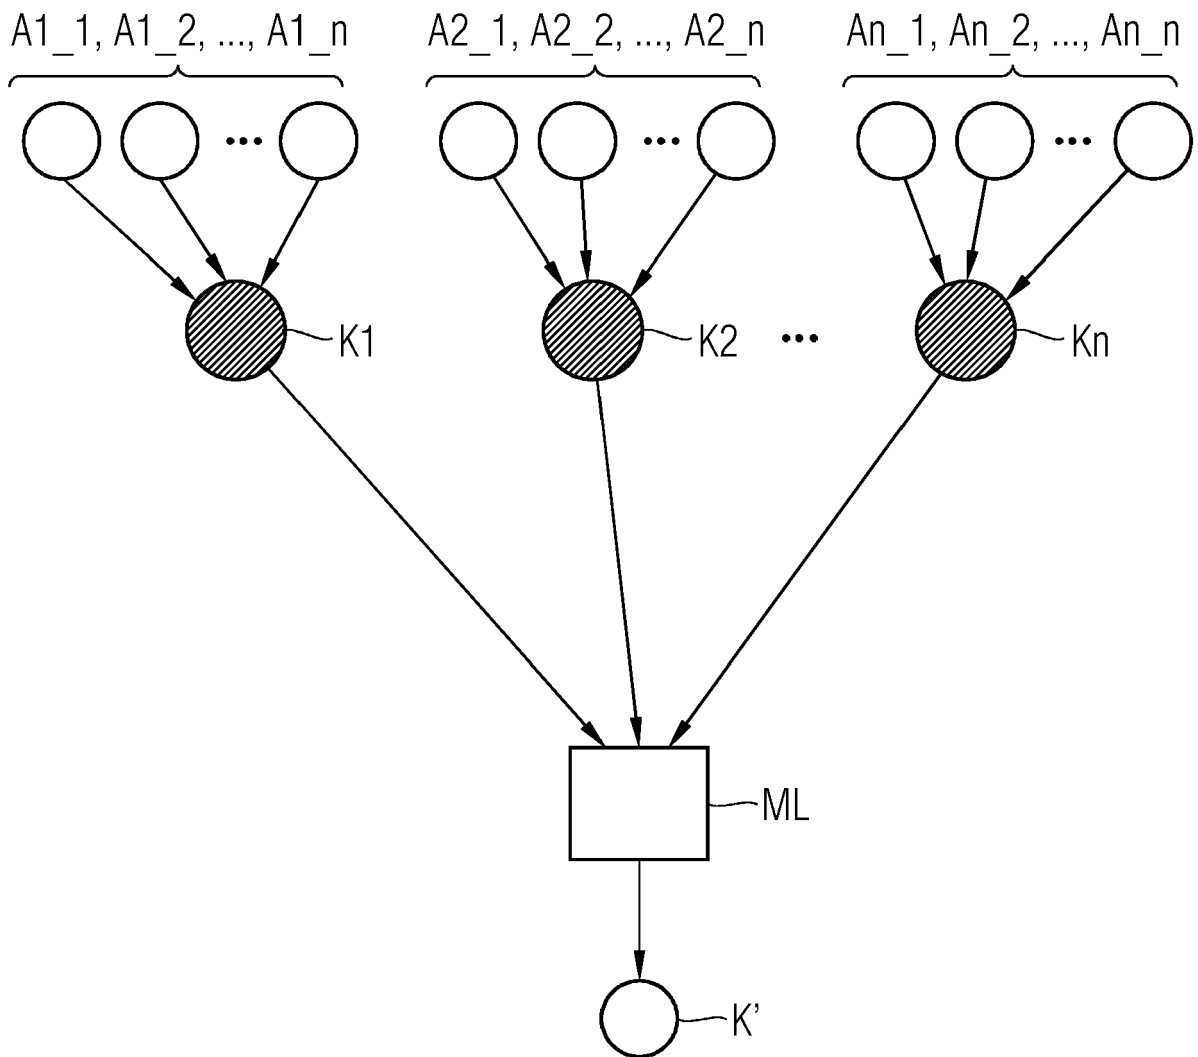 A1_1, A1_2, ..., A1_n A2_1, A2_2, ..., A2_n An_1, An_2, ..., An_n
K1 K2 ... Kn
ML
K'